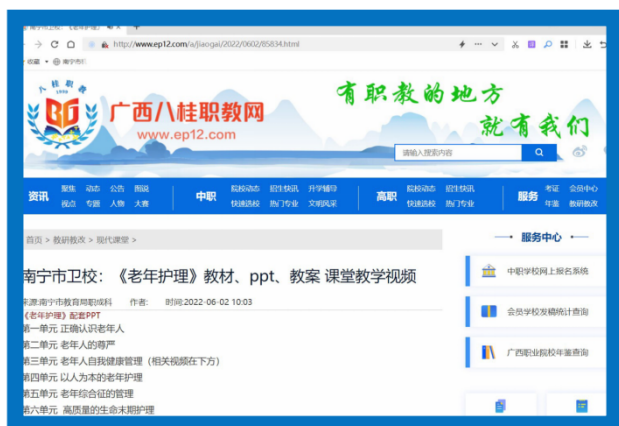 南宁市卫校：《老年护理》
http://www.ep12.com/a/jiaogai/2022/0602/85834.html
收藏
八桂职教
1990
BG
广西八桂职教网
www.ep12.com
有职教的地方
就有我们
请输入搜索内容
资讯 聚焦 动态 公告 图说 中职 院校动态 招生快讯 升学辅导 高职 院校动态 招生快讯 服务 考证 会员中心
视点 专题 人物 大赛 快速选校 热门专业 文明风采 快速选校 热门专业 年鉴 教研教改
首页 > 教研教改 > 现代课堂 >
南宁市卫校：《老年护理》教材、ppt、教案 课堂教学视频
来源:南宁市教育局职成科 作者: 时间:2022-06-02 10:03
《老年护理》配套PPT
第一单元 正确认识老年人
第二单元 老年人的尊严
第三单元 老年人自我健康管理（相关视频在下方）
第四单元 以人为本的老年护理
第五单元 老年综合征的管理
第六单元 高质量的生命末期护理
服务中心
中职学校网上报名系统
会员学校发稿统计查询
广西职业院校年鉴查询